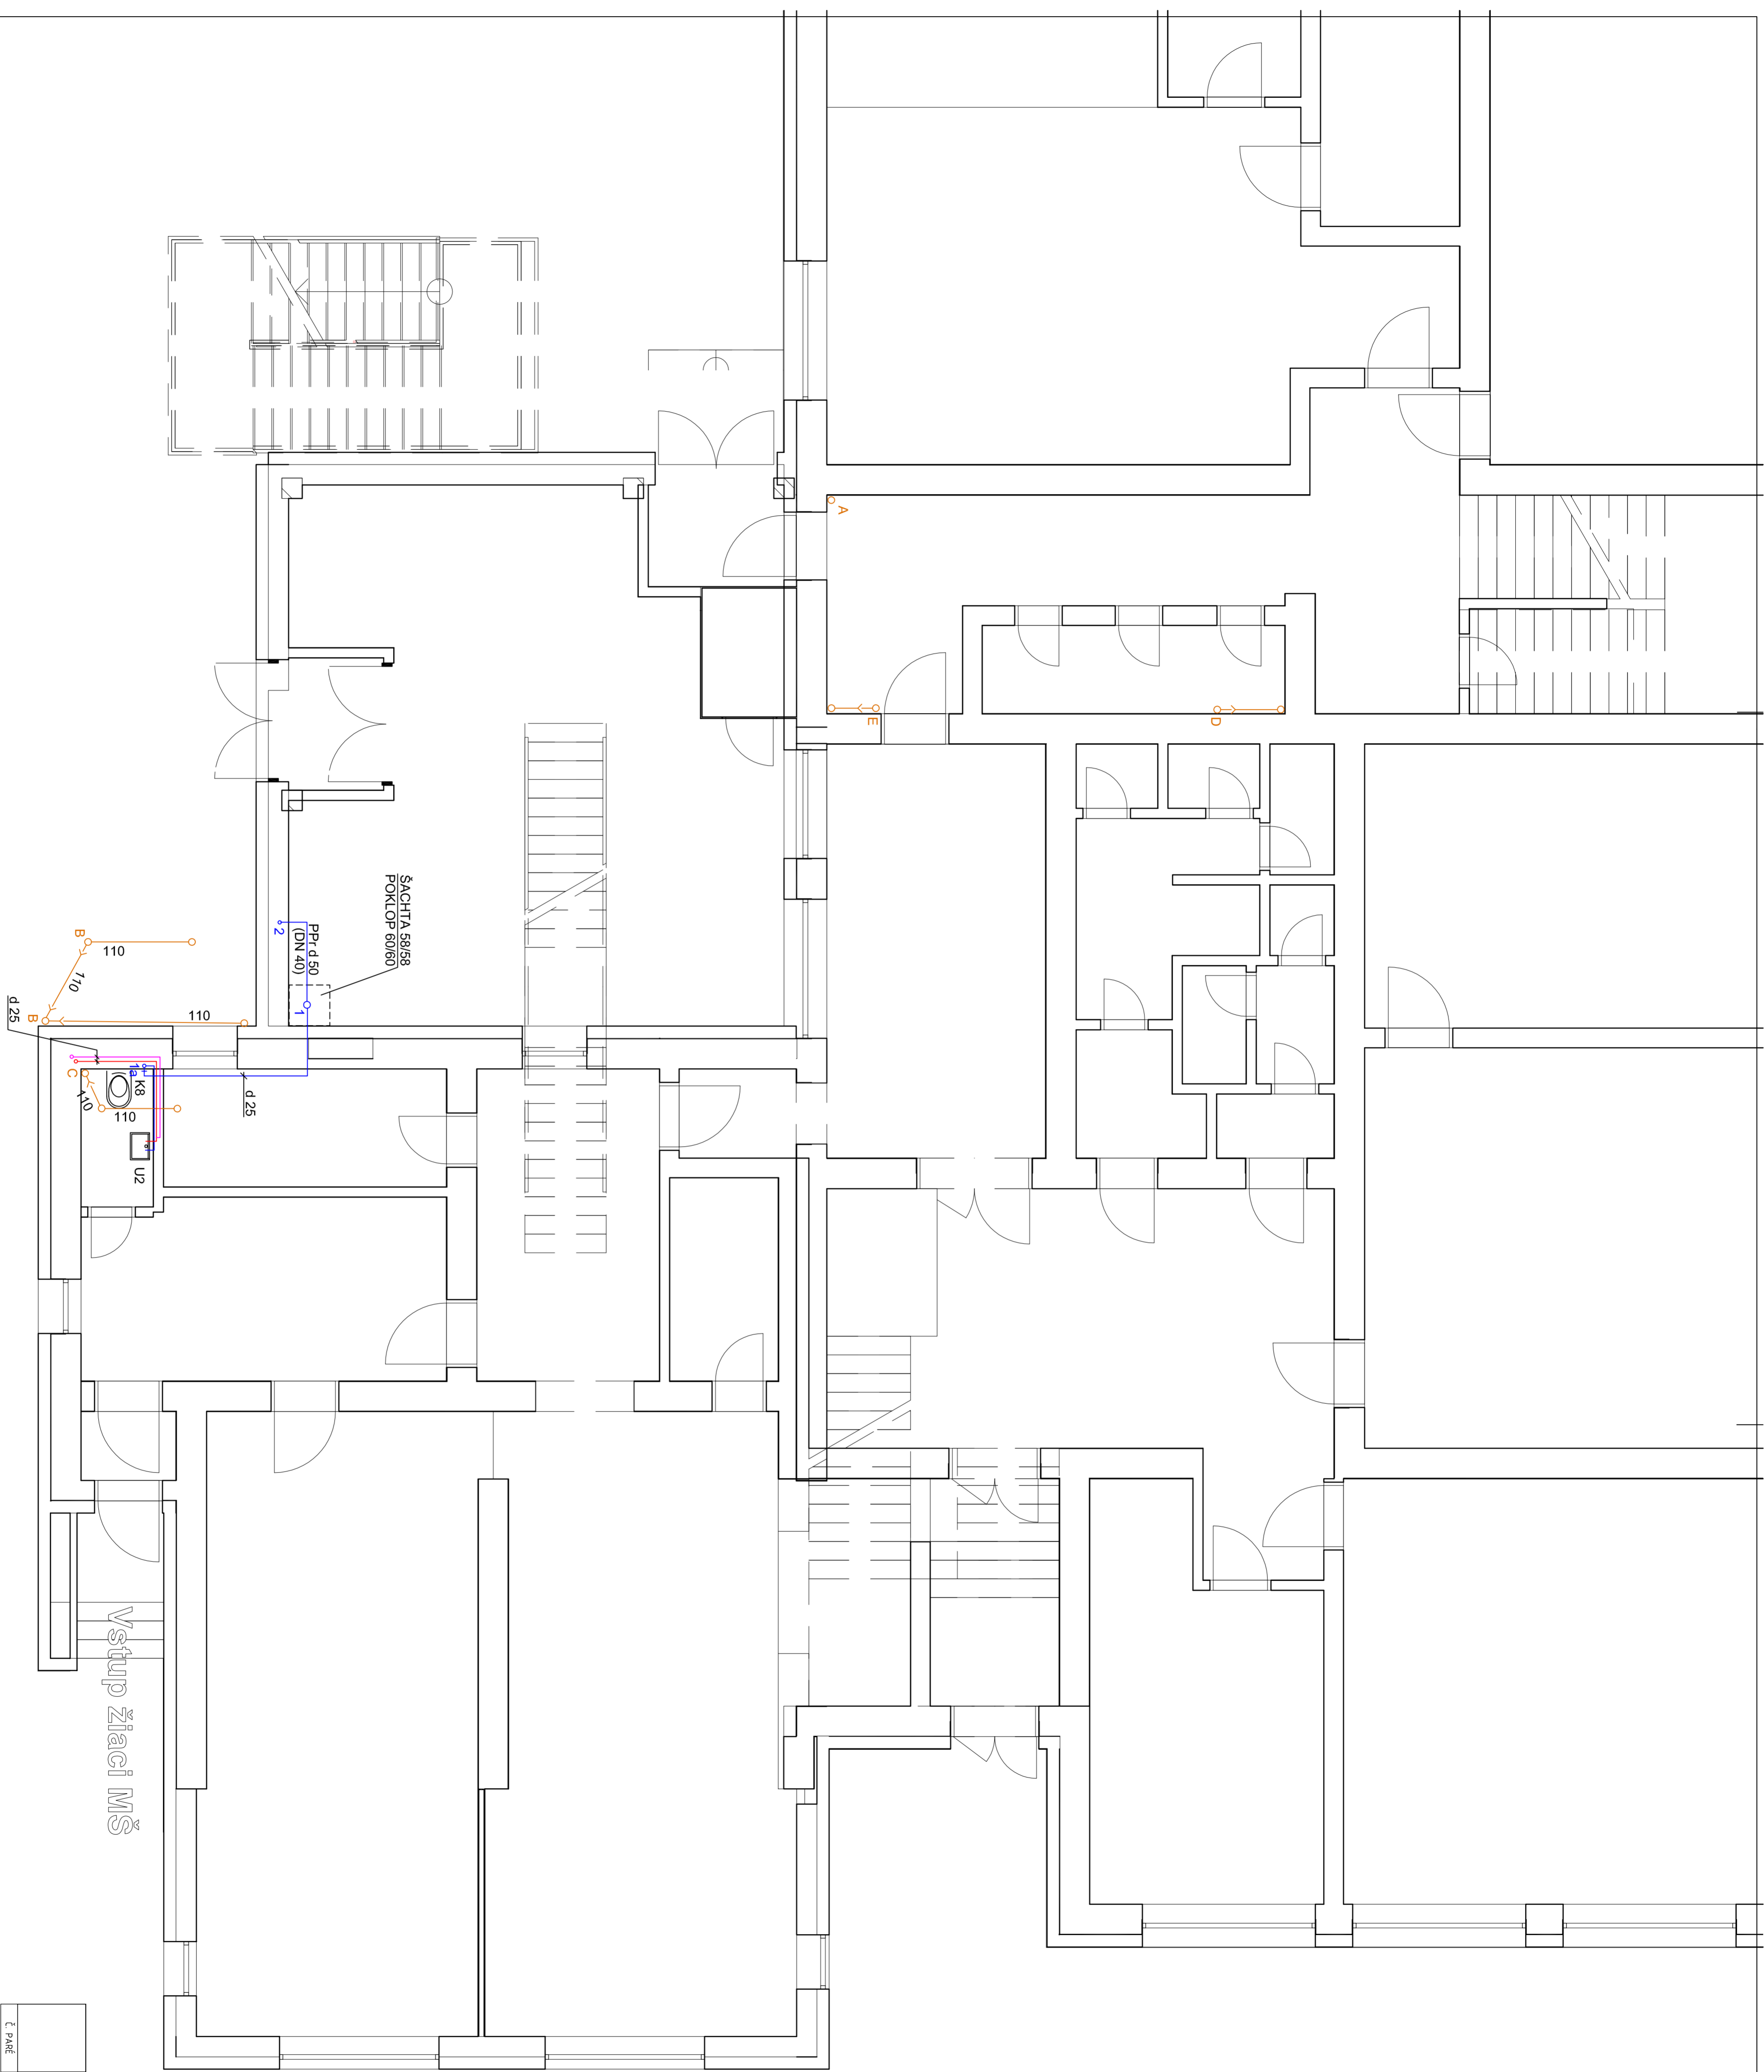 A
E
D
ŠACHTA 58/58
POKLOP 60/60
PPr d 50
(DN 40)
2
1
B
110
110
B
110
d 25
d 25
1a
K8
C
110
110
U2
Vstup žiaci MŠ
Č. PARÉ